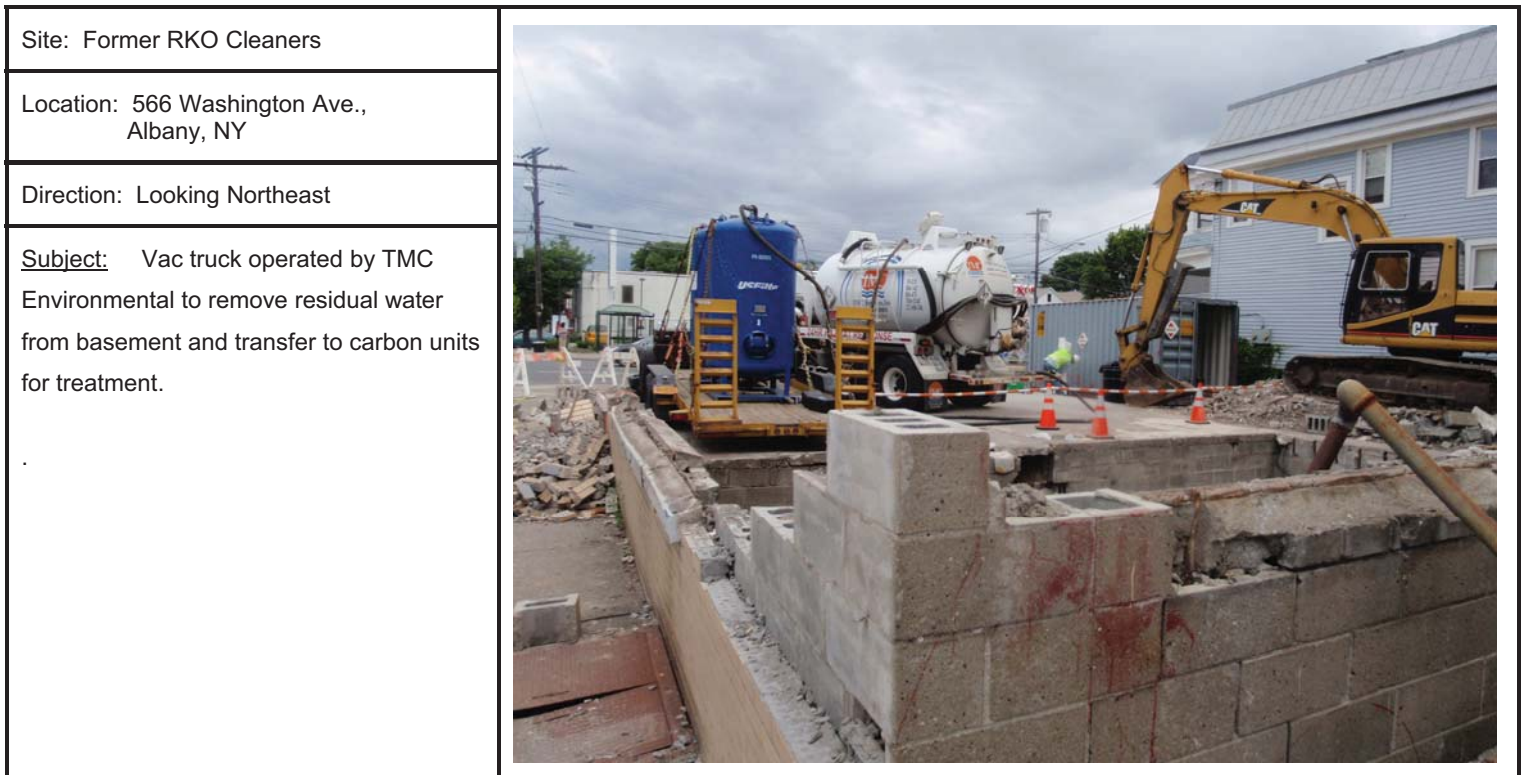 Site: Former RKO Cleaners
Location: 566 Washington Ave.,
Albany, NY
Direction: Looking Northeast
Subject: Vac truck operated by TMC
Environmental to remove residual water
from basement and transfer to carbon units
for treatment.
.
USFilter
CAT
CAT